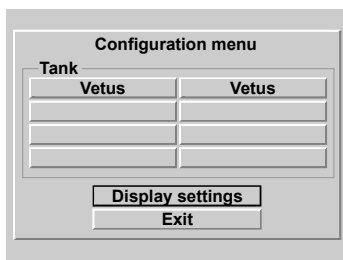 Configuration menu
Tank
Vetus Vetus
Display settings
Exit